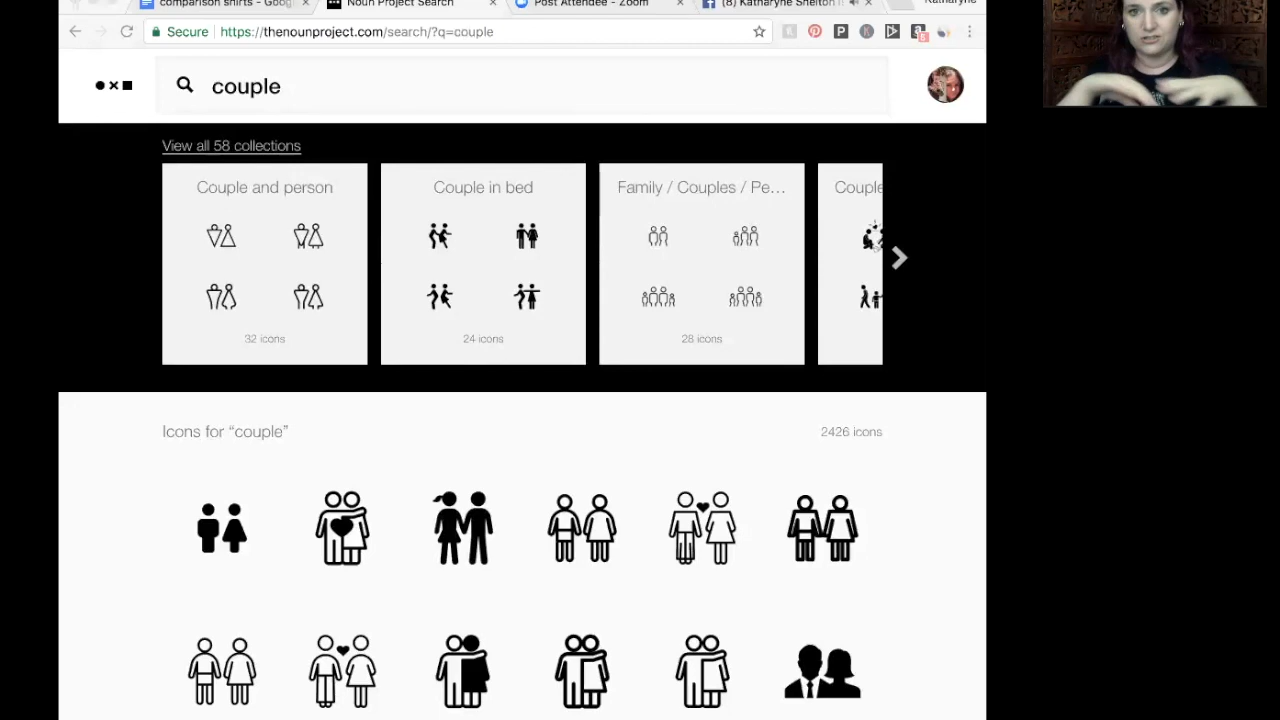 comparison shirts - Googl
Noun Project Search
Post Attendee - Zoom
(8) Katharyne Shelton
Katharyne
Secure https://thenounproject.com/search/?q=couple
couple
View all 58 collections
Couple and person
Couple in bed
Family / Couples / Pe...
Couple
32 icons
24 icons
28 icons
Icons for “couple”
2426 icons